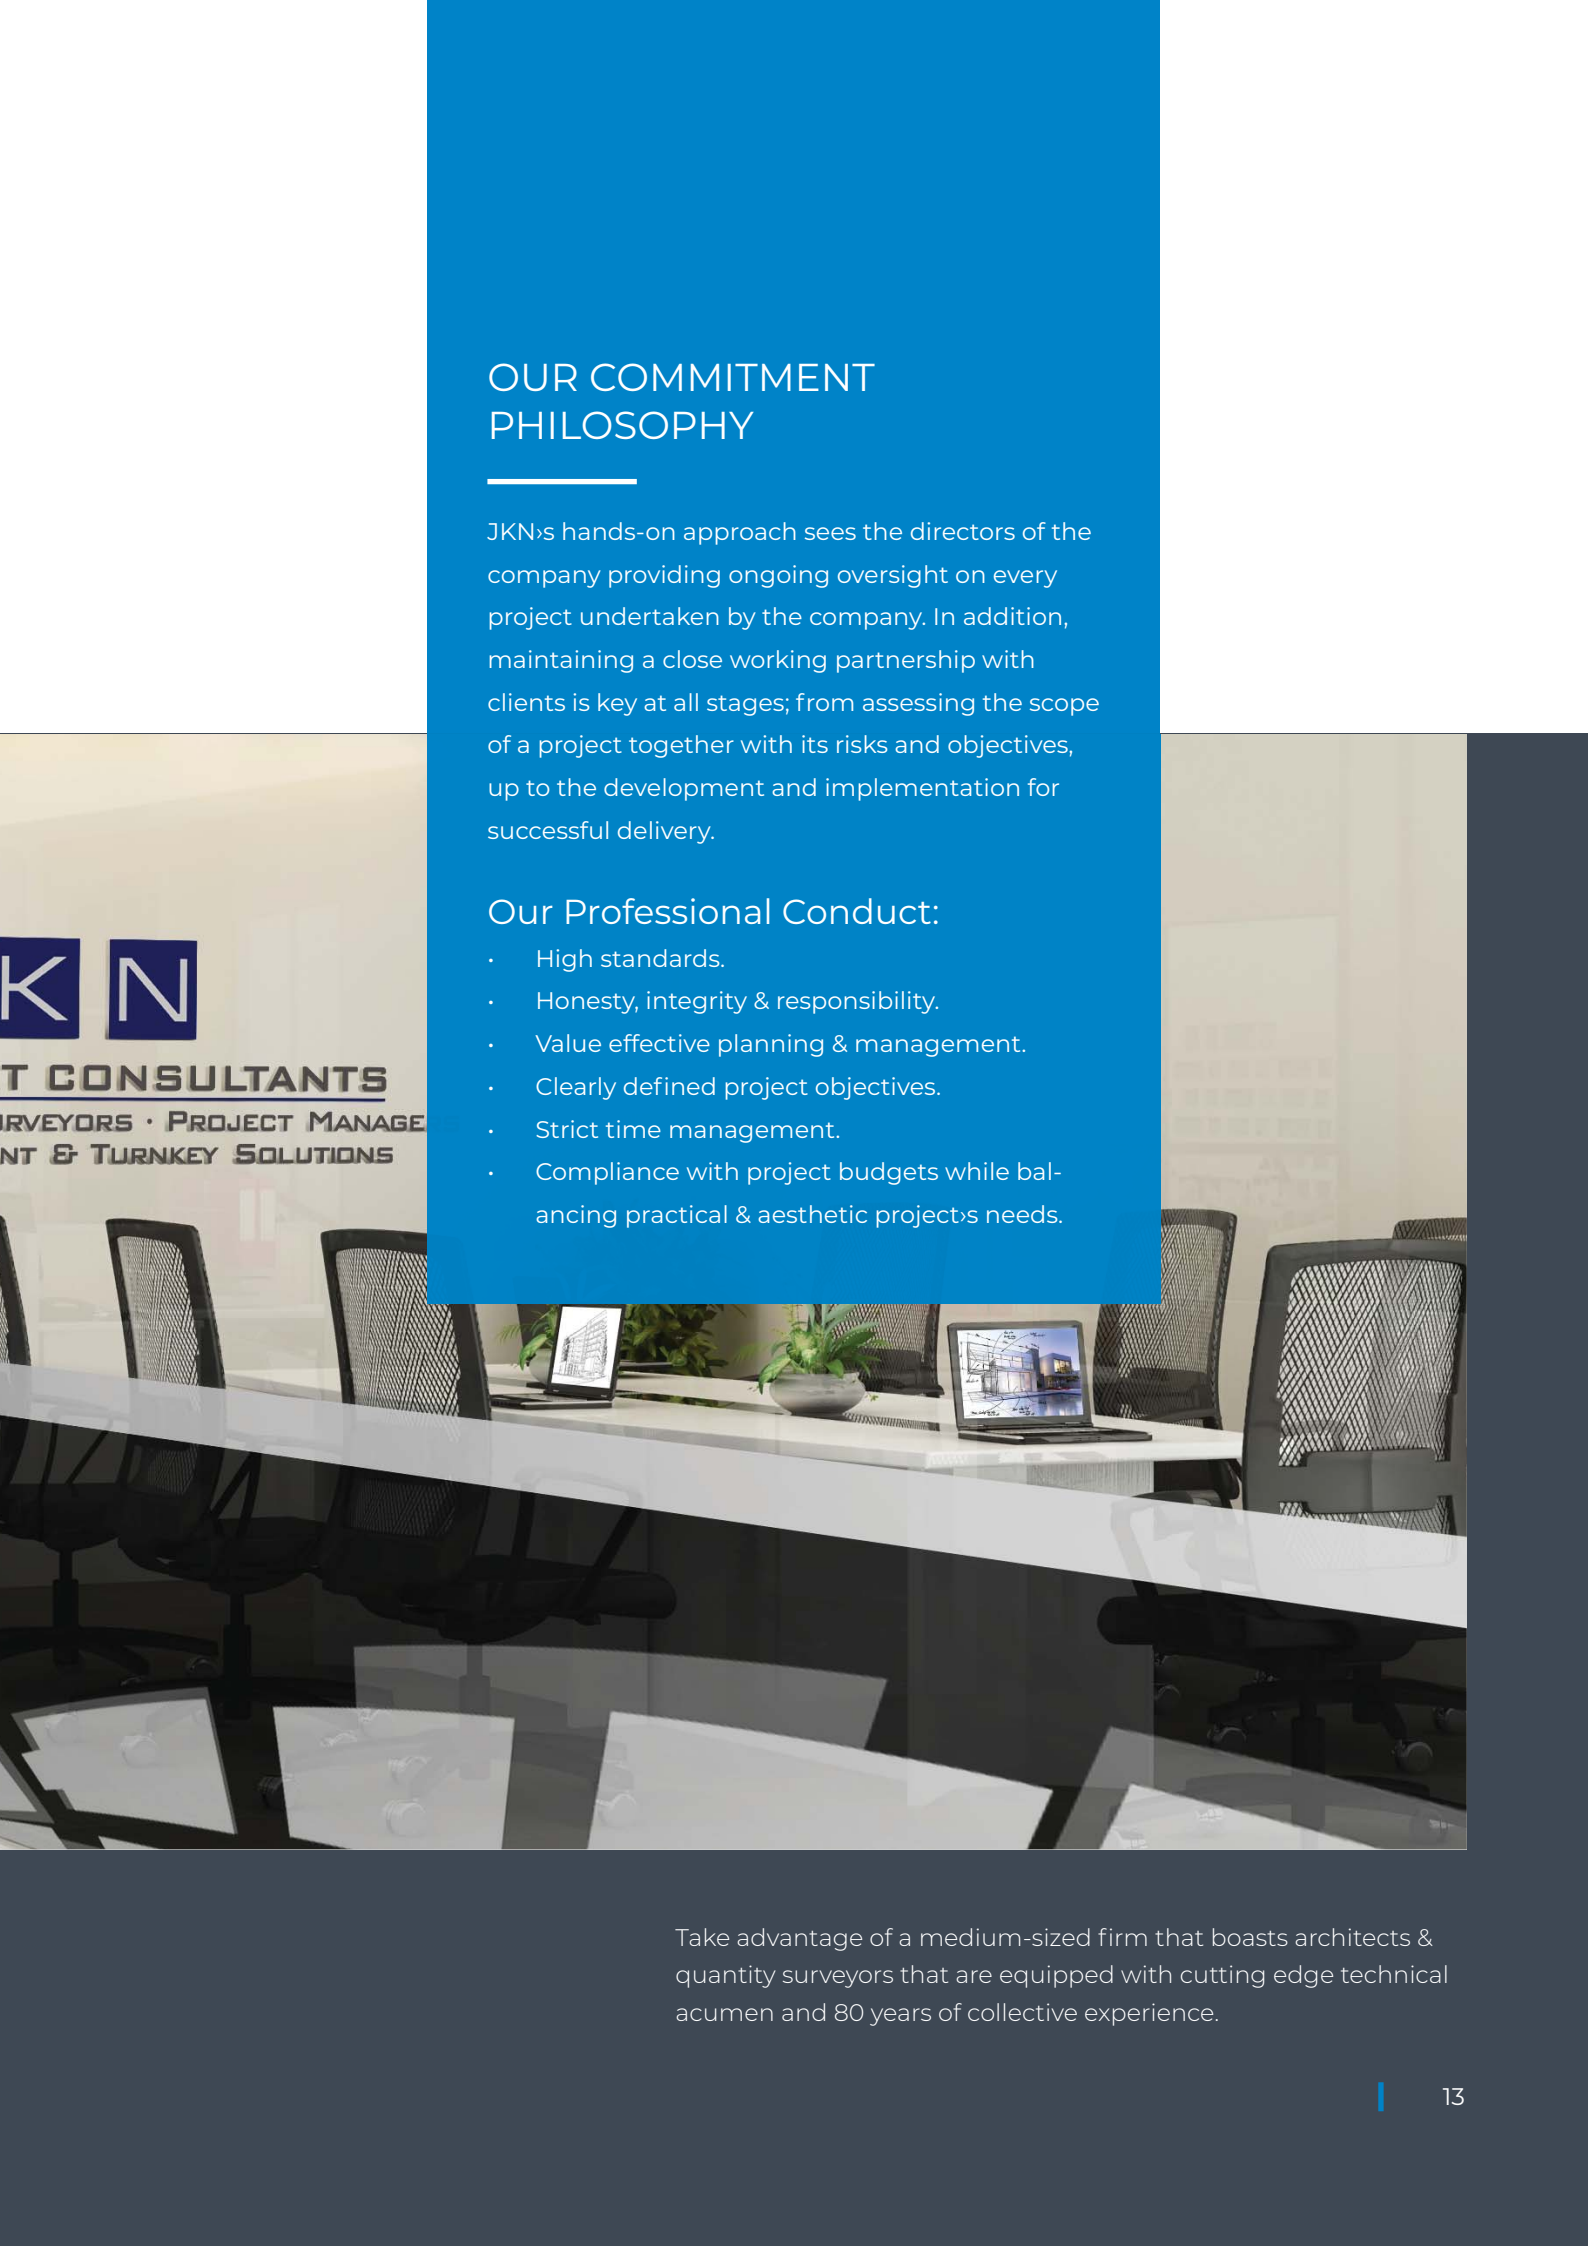 OUR COMMITMENT
PHILOSOPHY
JKN›s hands-on approach sees the directors of the
company providing ongoing oversight on every
project undertaken by the company. In addition,
maintaining a close working partnership with
clients is key at all stages; from assessing the scope
of a project together with its risks and objectives,
up to the development and implementation for
successful delivery.
Our Professional Conduct:
• High standards.
• Honesty, integrity & responsibility.
• Value effective planning & management.
• Clearly defined project objectives.
• Strict time management.
• Compliance with project budgets while bal-
ancing practical & aesthetic project›s needs.
KN
T CONSULTANTS
RVEYORS · PROJECT MANAGE
NT & TURNKEY SOLUTIONS
Take advantage of a medium-sized firm that boasts architects &
quantity surveyors that are equipped with cutting edge technical
acumen and 80 years of collective experience.
13